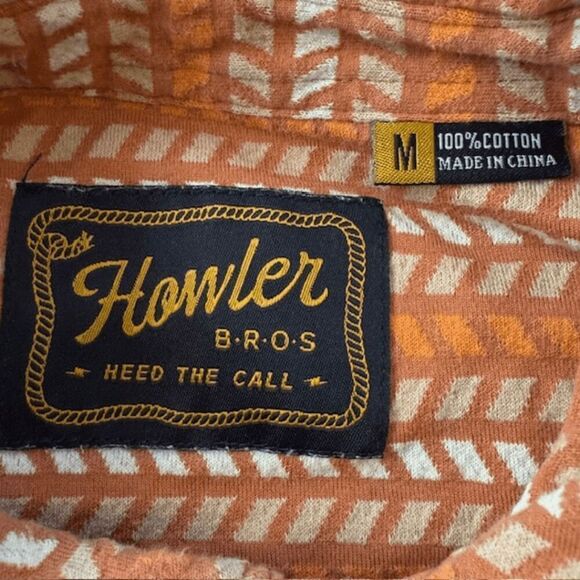 M
100% COTTON
MADE IN CHINA
Howler
B·R·O·S
HEED THE CALL